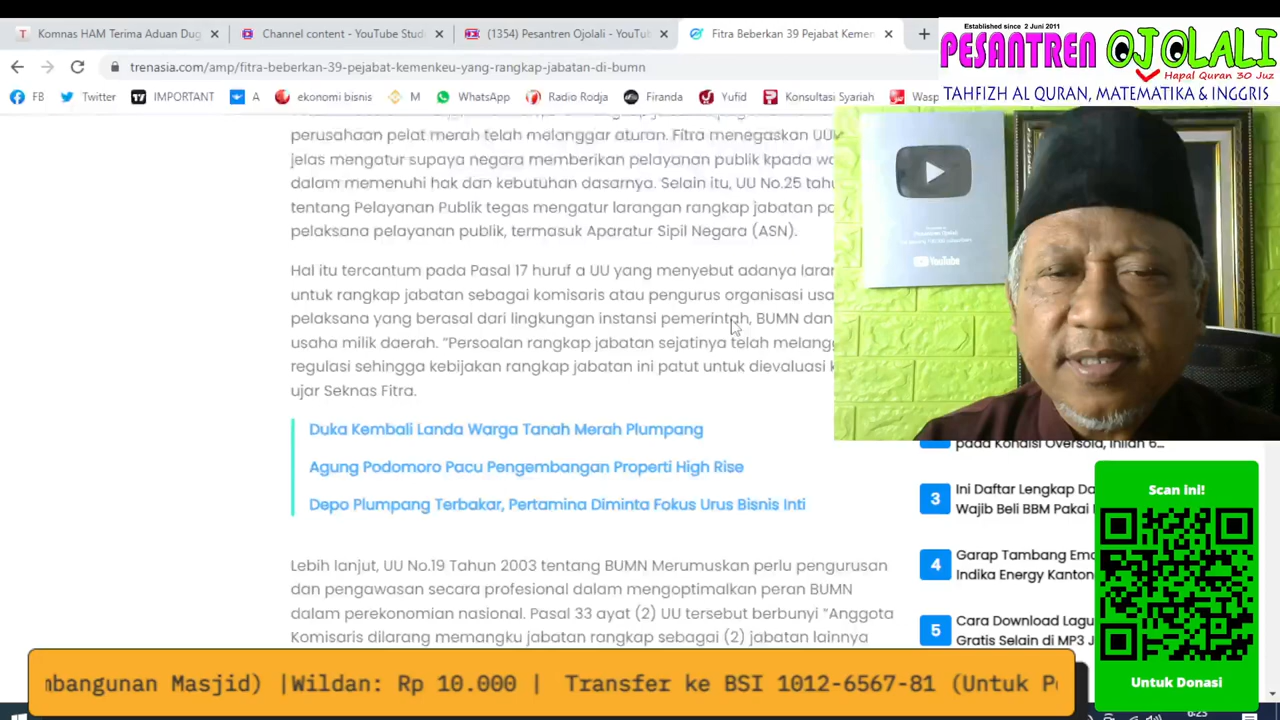 Komnas HAM Terima Aduan Dug
Chatwal Santri - YouTube Stud
(1354) Pesantren Ojolali - YouTu
Fitra Beberkan 39 Pejabat Kemen
trenasia.com/amp/fitra-beberkan-39-pejabat-kemenkeu-yang-rangkap-jabatan-di-bumn
FB
Twitter
IMPORTANT
A
ekonomi bisnis
M
WhatsApp
Radio Rodja
Firanda
Yufid
Konsultasi Syariah
Wasp
Established since 2 Juni 2011
PESANTREN OJOLALI
Hapal Quran 30 Juz
TAHFIZH AL QURAN, MATEMATIKA & INGGRIS
perusahaan pelat merah telah melanggar aturan. Fitra menegaskan UU
jelas mengatur supaya negara memberikan pelayanan publik kpada wa
dalam memenuhi hak dan kebutuhan dasarnya. Selain itu, UU No.25 tahu
tentang Pelayanan Publik tegas mengatur larangan rangkap jabatan pa
pelaksana pelayanan publik, termasuk Aparatur Sipil Negara (ASN).
Hal itu tercantum pada Pasal 17 huruf a UU yang menyebut adanya laran
untuk rangkap jabatan sebagai komisaris atau pengurus organisasi usa
pelaksana yang berasal dari lingkungan instansi pemerintah, BUMN dan
usaha milik daerah. “Persoalan rangkap jabatan sejatinya telah melangg
regulasi sehingga kebijakan rangkap jabatan ini patut untuk dievaluasi k
ujar Seknas Fitra.
Duka Kembali Landa Warga Tanah Merah Plumpang
Agung Podomoro Pacu Pengembangan Properti High Rise
Depo Plumpang Terbakar, Pertamina Diminta Fokus Urus Bisnis Inti
Lebih lanjut, UU No.19 Tahun 2003 tentang BUMN Merumuskan perlu pengurusan
dan pengawasan secara profesional dalam mengoptimalkan peran BUMN
dalam perekonomian nasional. Pasal 33 ayat (2) UU tersebut berbunyi “Anggota
Komisaris dilarang memangku jabatan rangkap sebagai (2) jabatan lainnya
YouTube
pada Kondisi Oversold, Inilah 6...
3
Ini Daftar Lengkap Da
Wajib Beli BBM Pakai
4
Garap Tambang Ema
Indika Energy Kanton
5
Cara Download Lagu
Gratis Selain di MP3 J
Scan ini!
Untuk Donasi
mbangunan Masjid) |Wildan: Rp 10.000 | Transfer ke BSI 1012-6567-81 (Untuk Pe
6:23